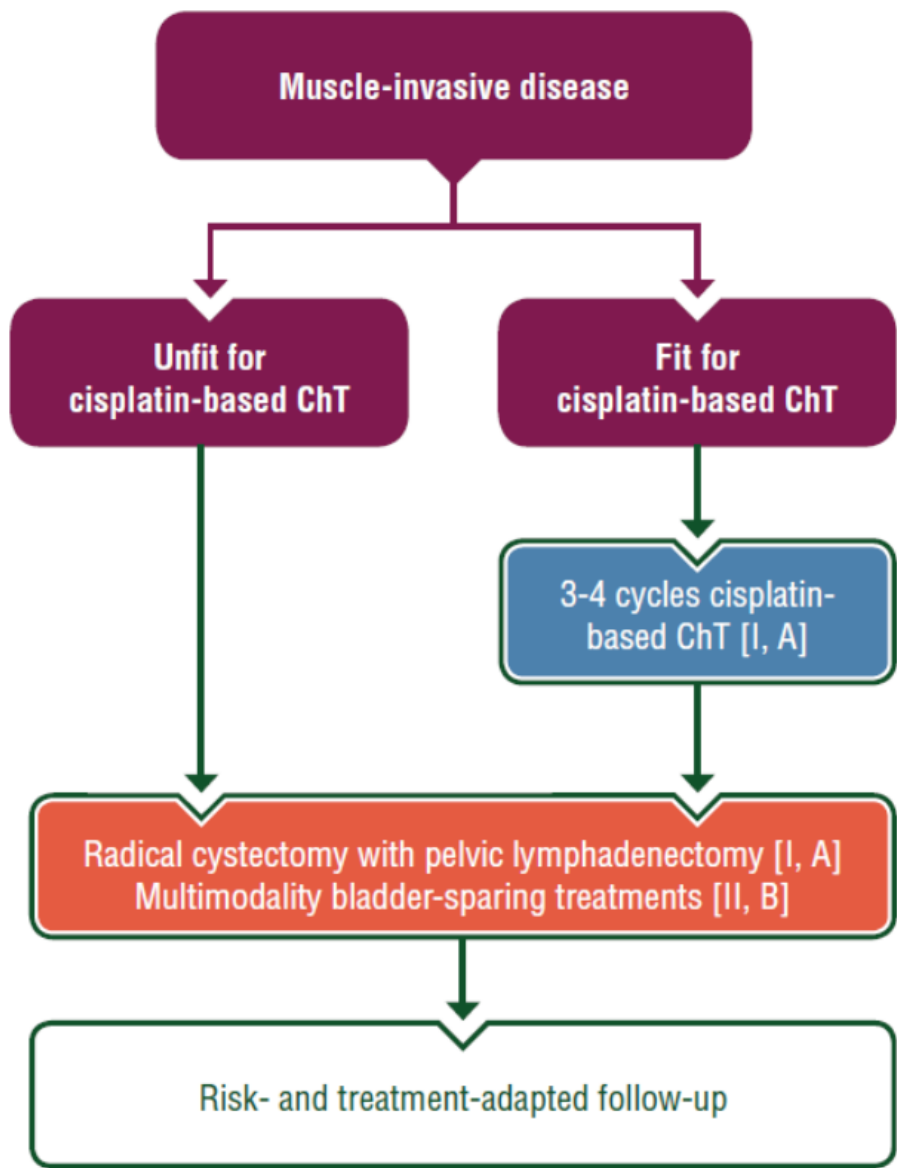 Muscle-invasive disease
Unfit for
cisplatin-based ChT
Fit for
cisplatin-based ChT
3-4 cycles cisplatin-
based ChT [I, A]
Radical cystectomy with pelvic lymphadenectomy [I, A]
Multimodality bladder-sparing treatments [II, B]
Risk- and treatment-adapted follow-up